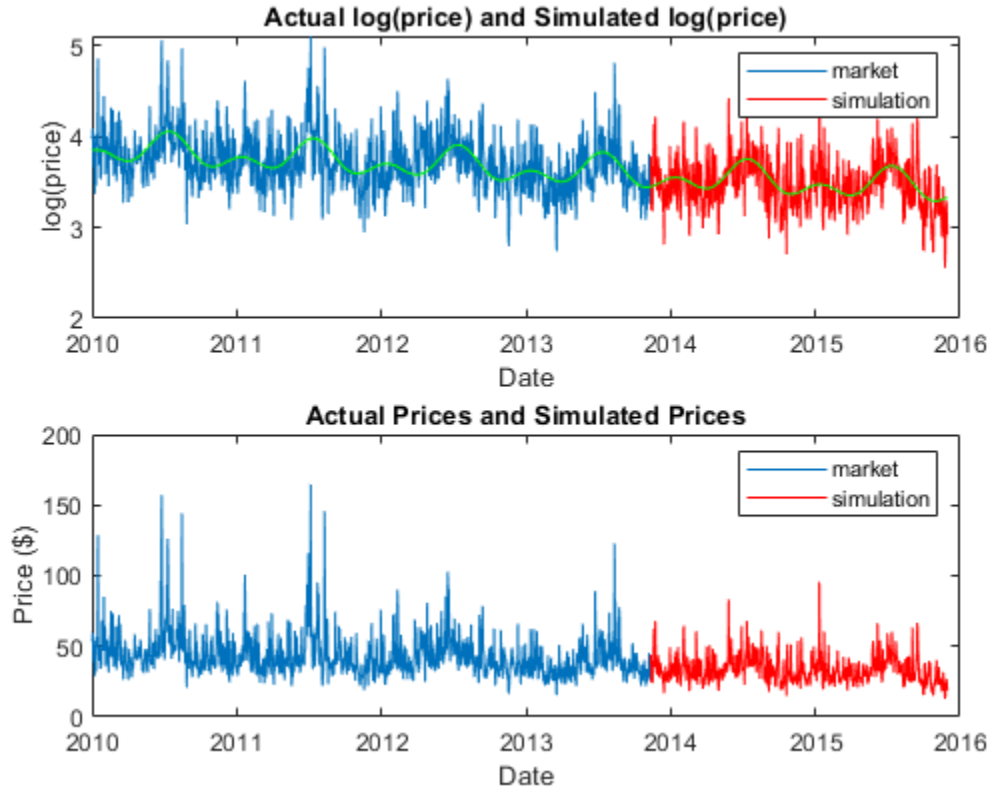 Actual log(price) and Simulated log(price)
5
4
3
2
log(price)
market
simulation
2010 2011 2012 2013 2014 2015 2016
Date
Actual Prices and Simulated Prices
200
150
100
50
0
Price ($)
market
simulation
2010 2011 2012 2013 2014 2015 2016
Date